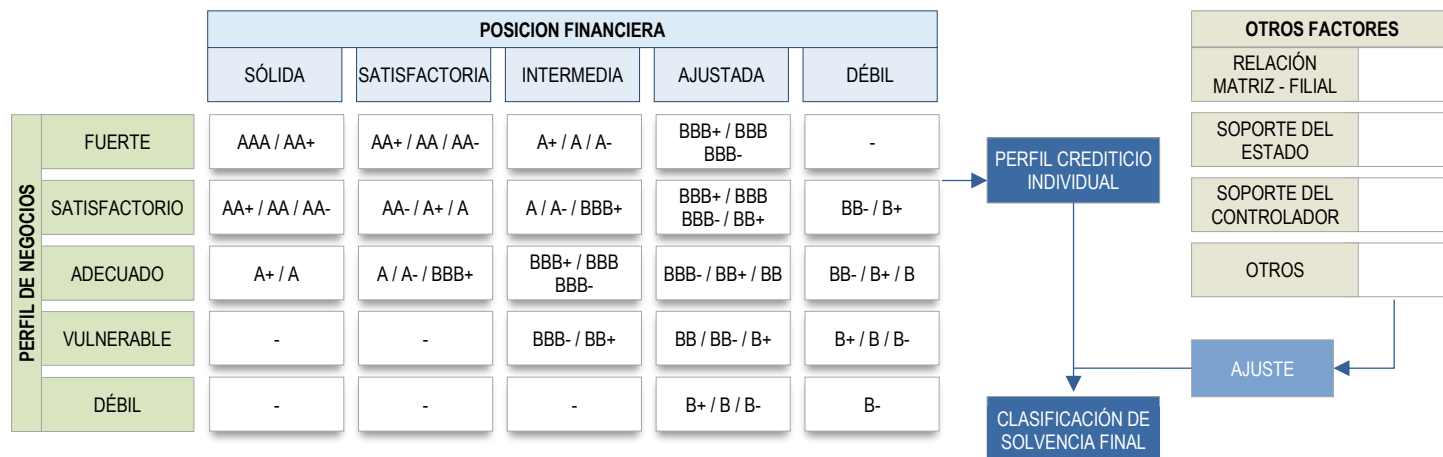 POSICION FINANCIERA
SÓLIDA
SATISFACTORIA
INTERMEDIA
AJUSTADA
DÉBIL
PERFIL DE NEGOCIOS
FUERTE
AAA / AA+
AA+ / AA / AA-
A+ / A / A-
BBB+ / BBB
BBB-
-
SATISFACTORIO
AA+ / AA / AA-
AA- / A+ / A
A / A- / BBB+
BBB+ / BBB
BBB- / BB+
BB- / B+
ADECUADO
A+ / A
A / A- / BBB+
BBB+ / BBB
BBB-
BBB- / BB+ / BB
BB- / B+ / B
VULNERABLE
-
-
BBB- / BB+
BB / BB- / B+
B+ / B / B-
DÉBIL
-
-
-
B+ / B / B-
B-
PERFIL CREDITICIO
INDIVIDUAL
CLASIFICACIÓN DE
SOLVENCIA FINAL
OTROS FACTORES
RELACIÓN
MATRIZ - FILIAL
SOPORTE DEL
ESTADO
SOPORTE DEL
CONTROLADOR
OTROS
AJUSTE